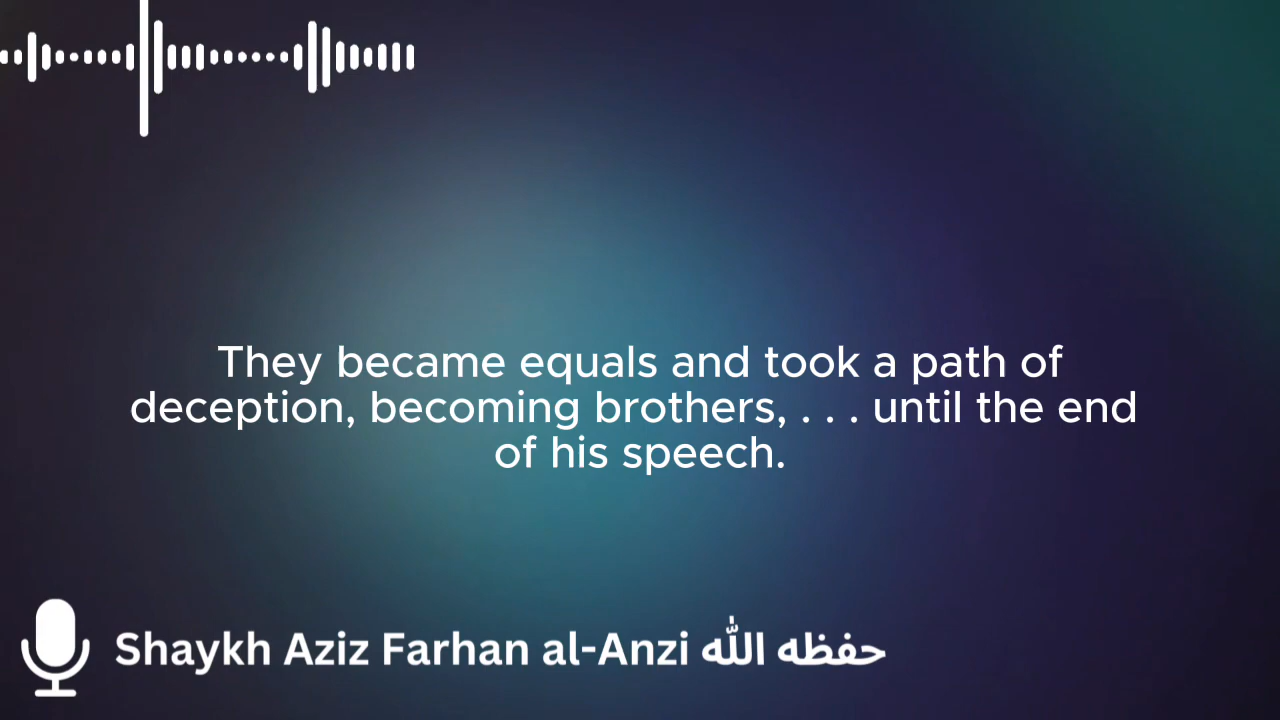 They became equals and took a path of
deception, becoming brothers, . . . until the end
of his speech.
Shaykh Aziz Farhan al-Anzi حفظه الله